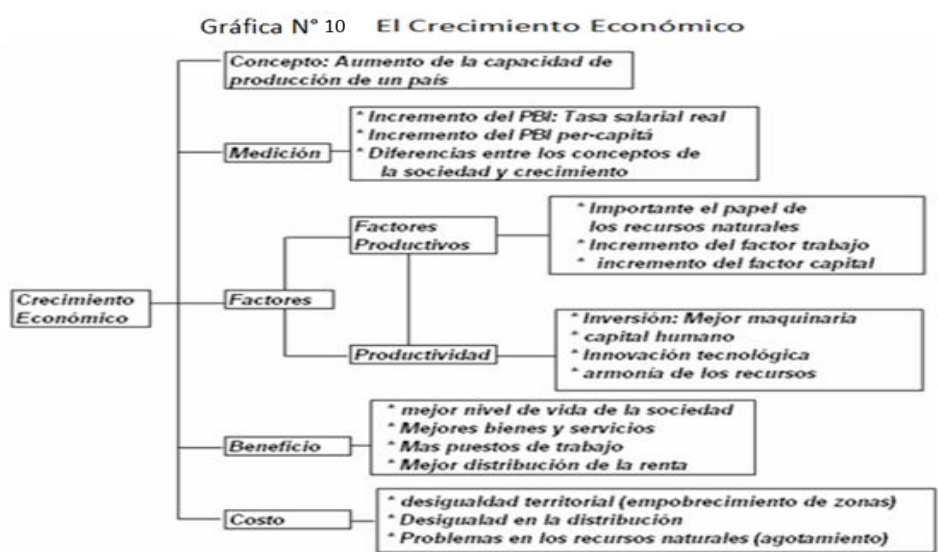 Gráfica N° 10 El Crecimiento Económico
Concepto: Aumento de la capacidad de
producción de un país
Medición
* Incremento del PBI: Tasa salarial real
* Incremento del PBI per-capitá
* Diferencias entre los conceptos de
la sociedad y crecimiento
Crecimiento
Económico
Factores
Factores
Productivos
* Importante el papel de
los recursos naturales
* Incremento del factor trabajo
* incremento del factor capital
Productividad
* Inversión: Mejor maquinaria
* capital humano
* Innovación tecnológica
* armonía de los recursos
Beneficio
* mejor nivel de vida de la sociedad
* Mejores bienes y servicios
* Mas puestos de trabajo
* Mejor distribución de la renta
Costo
* desigualdad territorial (empobrecimiento de zonas)
* Desigualad en la distribución
* Problemas en los recursos naturales (agotamiento)